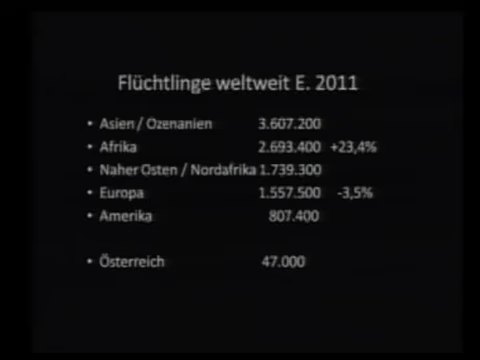 Flüchtlinge weltweit E. 2011
• Asien / Ozenanien 3.607.200
• Afrika 2.693.400 +23,4%
• Naher Osten / Nordafrika 1.739.300
• Europa 1.557.500 -3,5%
• Amerika 807.400
• Österreich 47.000